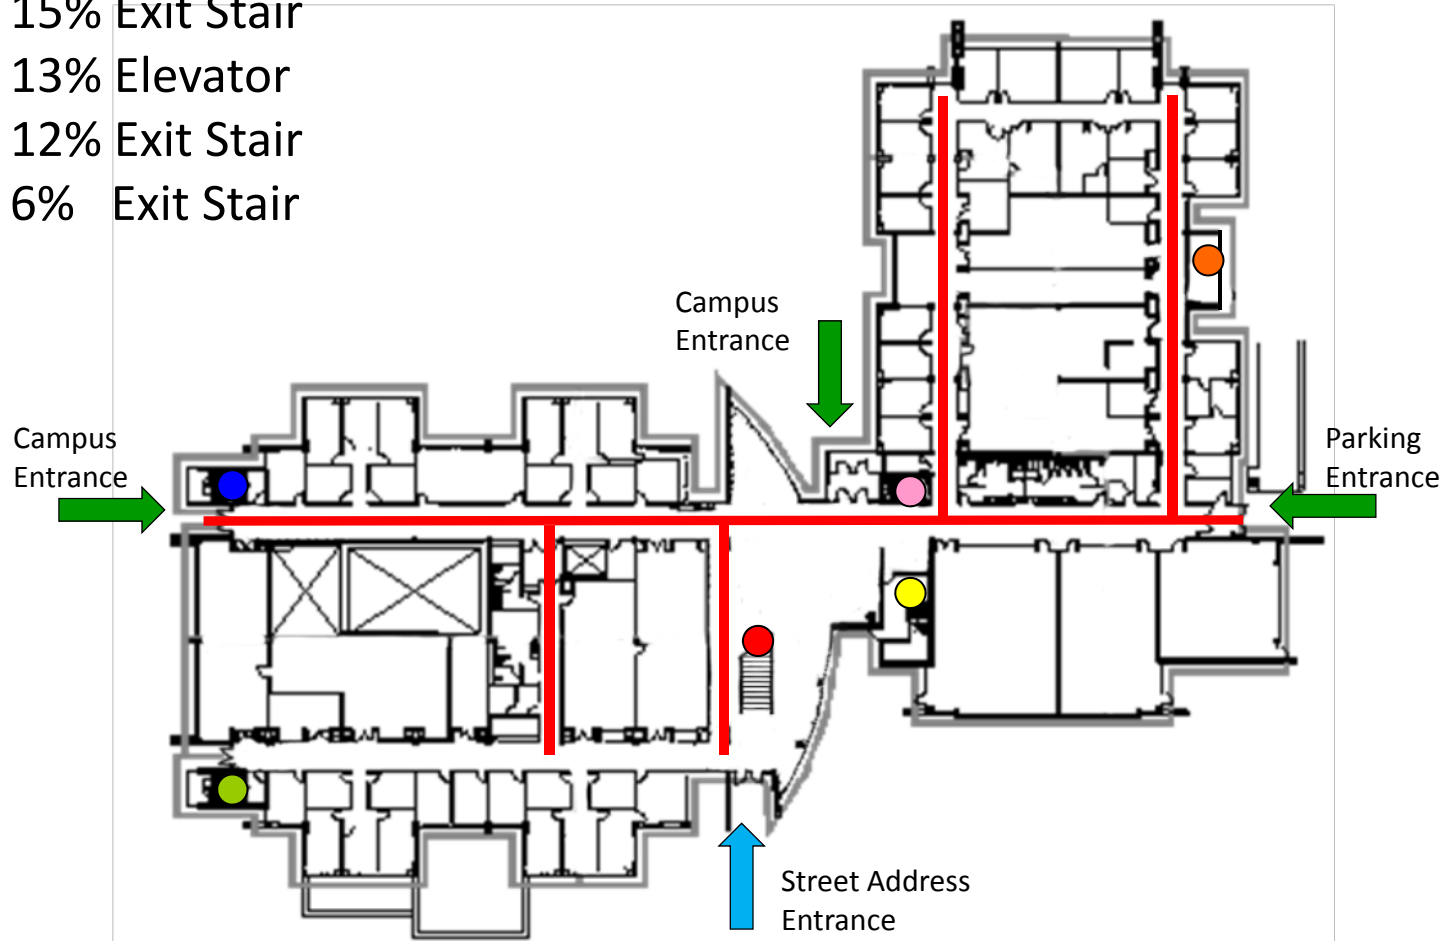 15% Exit Stair
13% Elevator
12% Exit Stair
6% Exit Stair
Campus
Entrance
Campus
Entrance
Parking
Entrance
Street Address
Entrance